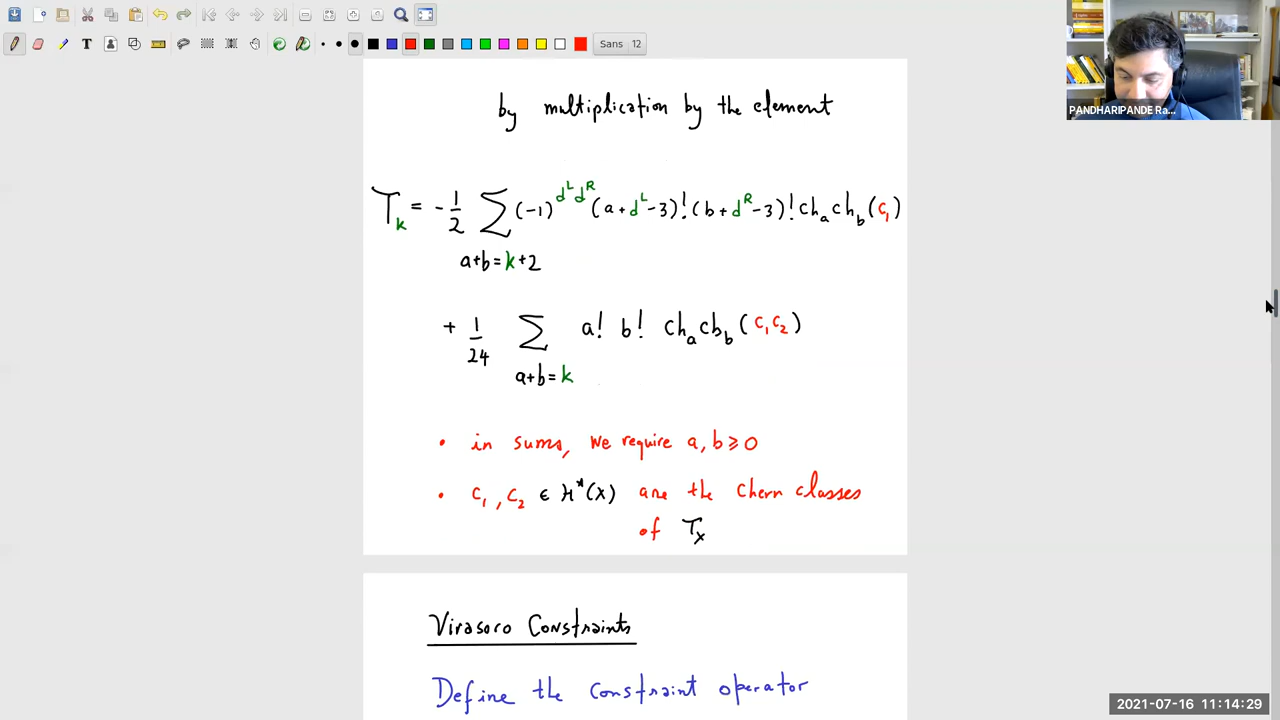 Sans 12
PANDHARIPANDE Ra...
by multiplication by the element
T_k = -1/2 ∑_{a+b=k+2} (-1)^{d^L d^R} (a+d^L-3)! (b+d^R-3)! ch_a ch_b (c_1)
+ 1/24 ∑_{a+b=k} a! b! ch_a cb_b (c_1 c_2)
• in sums, we require a, b ≥ 0
• c_1, c_2 ∈ H*(X) are the Chern classes
of T_X
Virasoro Constraints
Define the constraint operator
2021-07-16 11:14:29